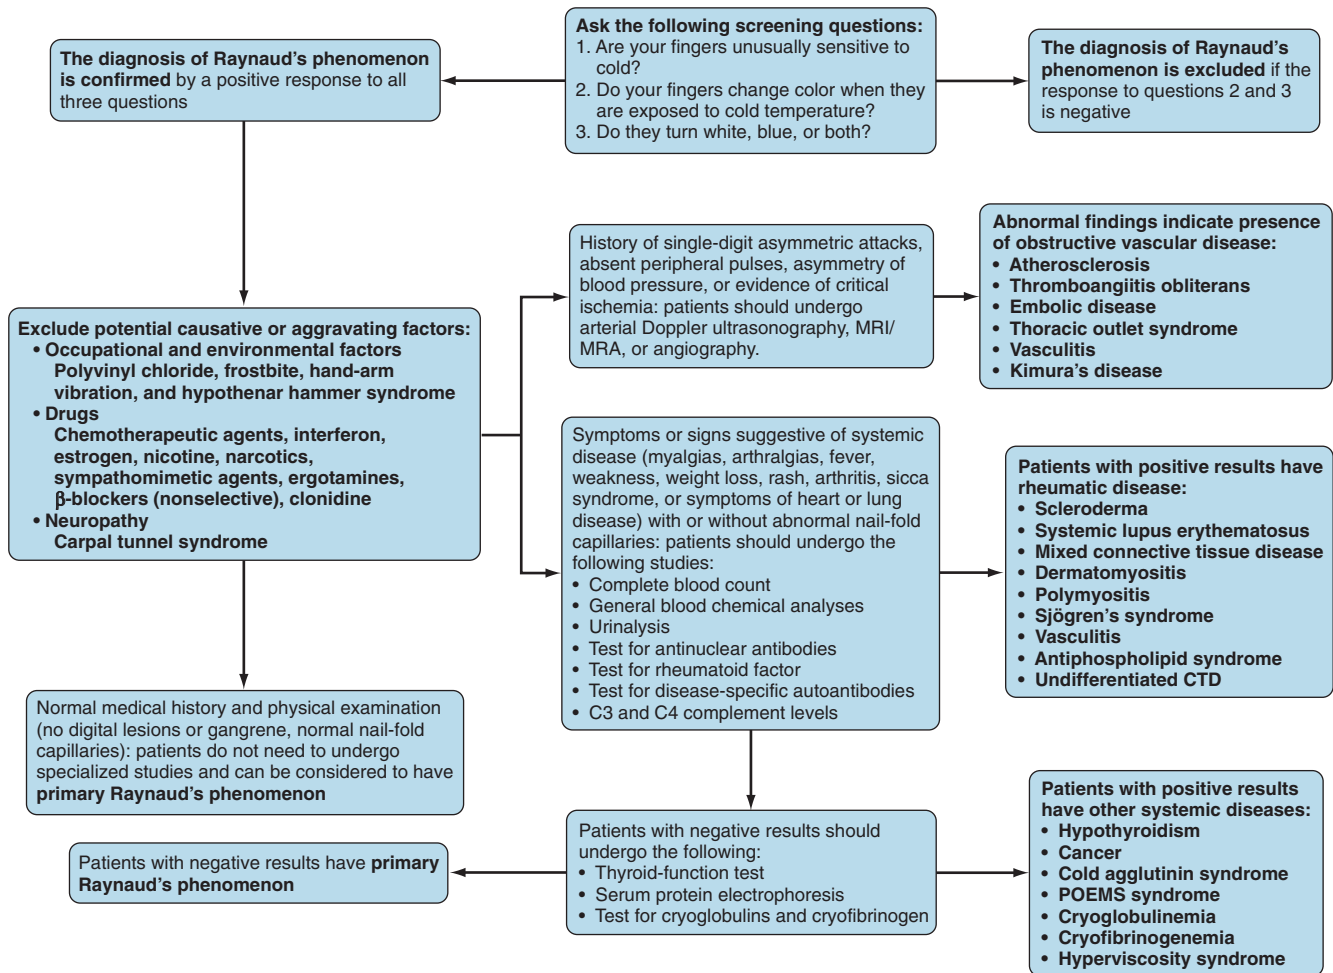 Ask the following screening questions:
1. Are your fingers unusually sensitive to
cold?
2. Do your fingers change color when they
are exposed to cold temperature?
3. Do they turn white, blue, or both?
The diagnosis of Raynaud's phenomenon
is confirmed by a positive response to all
three questions
The diagnosis of Raynaud's
phenomenon is excluded if the
response to questions 2 and 3
is negative
Exclude potential causative or aggravating factors:
• Occupational and environmental factors
Polyvinyl chloride, frostbite, hand-arm
vibration, and hypothenar hammer syndrome
• Drugs
Chemotherapeutic agents, interferon,
estrogen, nicotine, narcotics,
sympathomimetic agents, ergotamines,
β-blockers (nonselective), clonidine
• Neuropathy
Carpal tunnel syndrome
History of single-digit asymmetric attacks,
absent peripheral pulses, asymmetry of
blood pressure, or evidence of critical
ischemia: patients should undergo
arterial Doppler ultrasonography, MRI/
MRA, or angiography.
Abnormal findings indicate presence
of obstructive vascular disease:
• Atherosclerosis
• Thromboangiitis obliterans
• Embolic disease
• Thoracic outlet syndrome
• Vasculitis
• Kimura's disease
Symptoms or signs suggestive of systemic
disease (myalgias, arthralgias, fever,
weakness, weight loss, rash, arthritis, sicca
syndrome, or symptoms of heart or lung
disease) with or without abnormal nail-fold
capillaries: patients should undergo the
following studies:
• Complete blood count
• General blood chemical analyses
• Urinalysis
• Test for antinuclear antibodies
• Test for rheumatoid factor
• Test for disease-specific autoantibodies
• C3 and C4 complement levels
Patients with positive results have
rheumatic disease:
• Scleroderma
• Systemic lupus erythematosus
• Mixed connective tissue disease
• Dermatomyositis
• Polymyositis
• Sjögren's syndrome
• Vasculitis
• Antiphospholipid syndrome
• Undifferentiated CTD
Normal medical history and physical examination
(no digital lesions or gangrene, normal nail-fold
capillaries): patients do not need to undergo
specialized studies and can be considered to have
primary Raynaud's phenomenon
Patients with negative results have primary
Raynaud's phenomenon
Patients with negative results should
undergo the following:
• Thyroid-function test
• Serum protein electrophoresis
• Test for cryoglobulins and cryofibrinogen
Patients with positive results
have other systemic diseases:
• Hypothyroidism
• Cancer
• Cold agglutinin syndrome
• POEMS syndrome
• Cryoglobulinemia
• Cryofibrinogenemia
• Hyperviscosity syndrome